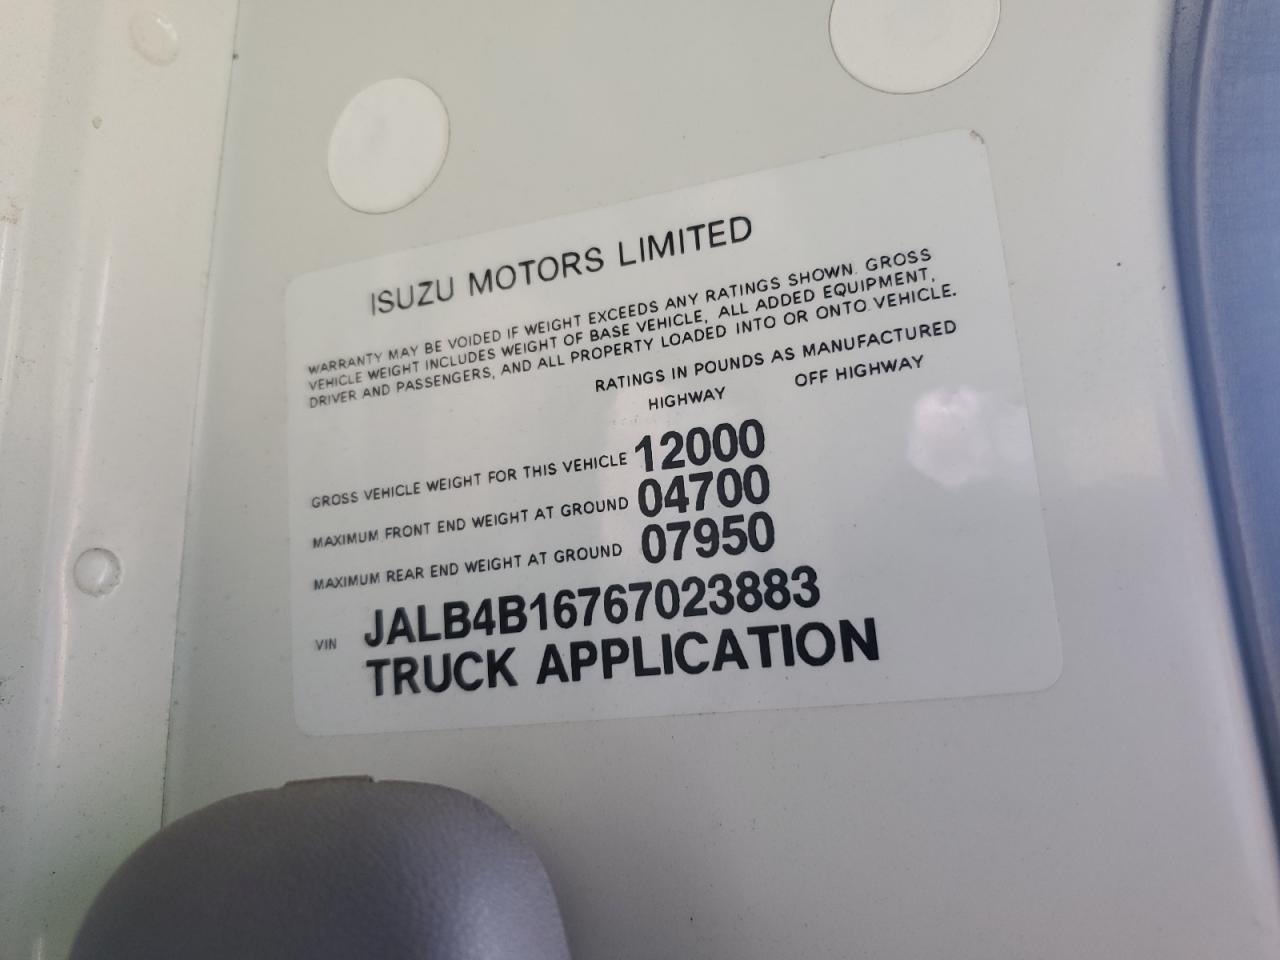 ISUZU MOTORS LIMITED
WARRANTY MAY BE VOIDED IF WEIGHT EXCEEDS ANY RATINGS SHOWN. GROSS
VEHICLE WEIGHT INCLUDES WEIGHT OF BASE VEHICLE, ALL ADDED EQUIPMENT,
DRIVER AND PASSENGERS, AND ALL PROPERTY LOADED INTO OR ONTO VEHICLE.
RATINGS IN POUNDS AS MANUFACTURED
HIGHWAY OFF HIGHWAY
GROSS VEHICLE WEIGHT FOR THIS VEHICLE 12000
MAXIMUM FRONT END WEIGHT AT GROUND 04700
MAXIMUM REAR END WEIGHT AT GROUND 07950
VIN JALB4B16767023883
TRUCK APPLICATION